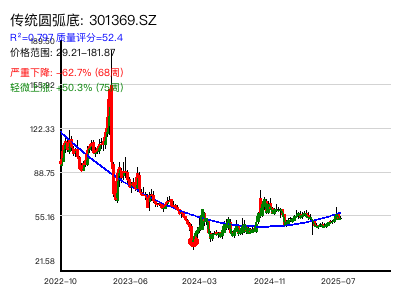 传统圆弧底: 301369.SZ
R²=0.797 质量评分=52.4
价格范围: 29.21-181.87
严重下降: -62.7% (68周)
轻微上涨: +50.3% (75周)
122.33
88.75
55.16
21.58
2022-10
2023-06
2024-03
2024-11
2025-07